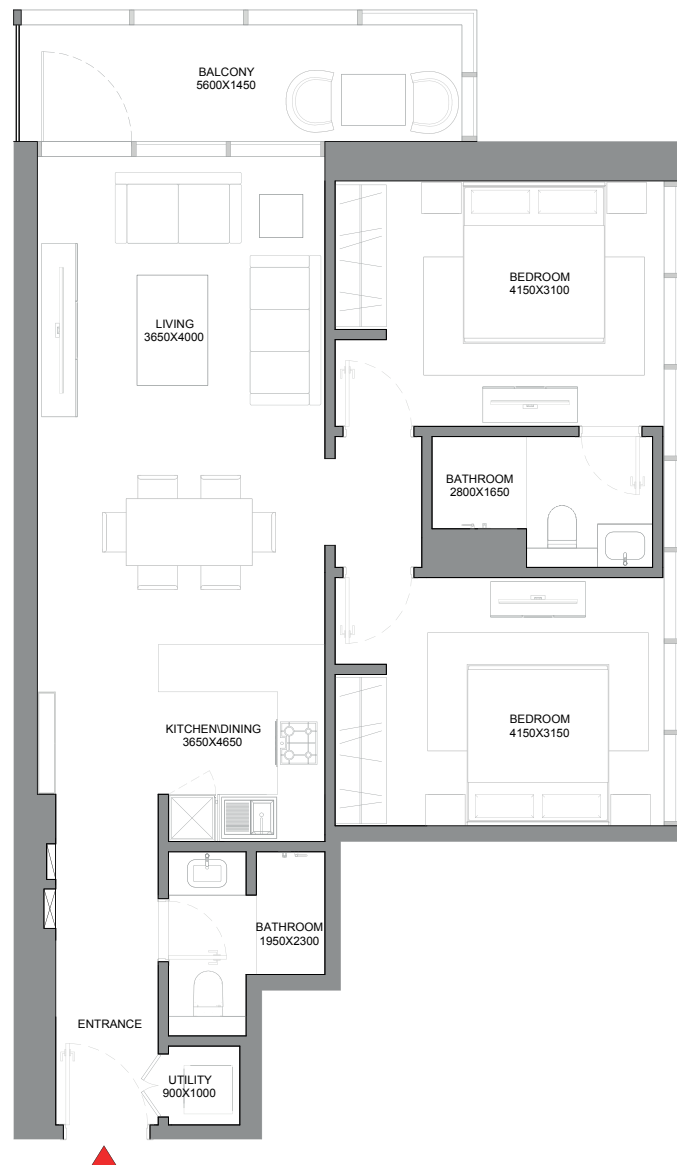 BALCONY
5600X1450
BEDROOM
4150X3100
LIVING
3650X4000
BATHROOM
2800X1650
BEDROOM
4150X3150
KITCHEN\DINING
3650X4650
BATHROOM
1950X2300
ENTRANCE
UTILITY
900X1000